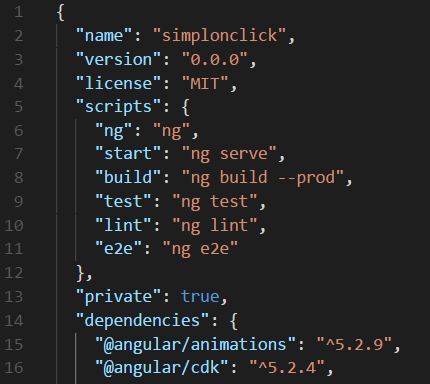 1 {
2 "name": "simplonclick",
3 "version": "0.0.0",
4 "license": "MIT",
5 "scripts": {
6 "ng": "ng",
7 "start": "ng serve",
8 "build": "ng build --prod",
9 "test": "ng test",
10 "lint": "ng lint",
11 "e2e": "ng e2e"
12 },
13 "private": true,
14 "dependencies": {
15 "@angular/animations": "^5.2.9",
16 "@angular/cdk": "^5.2.4",